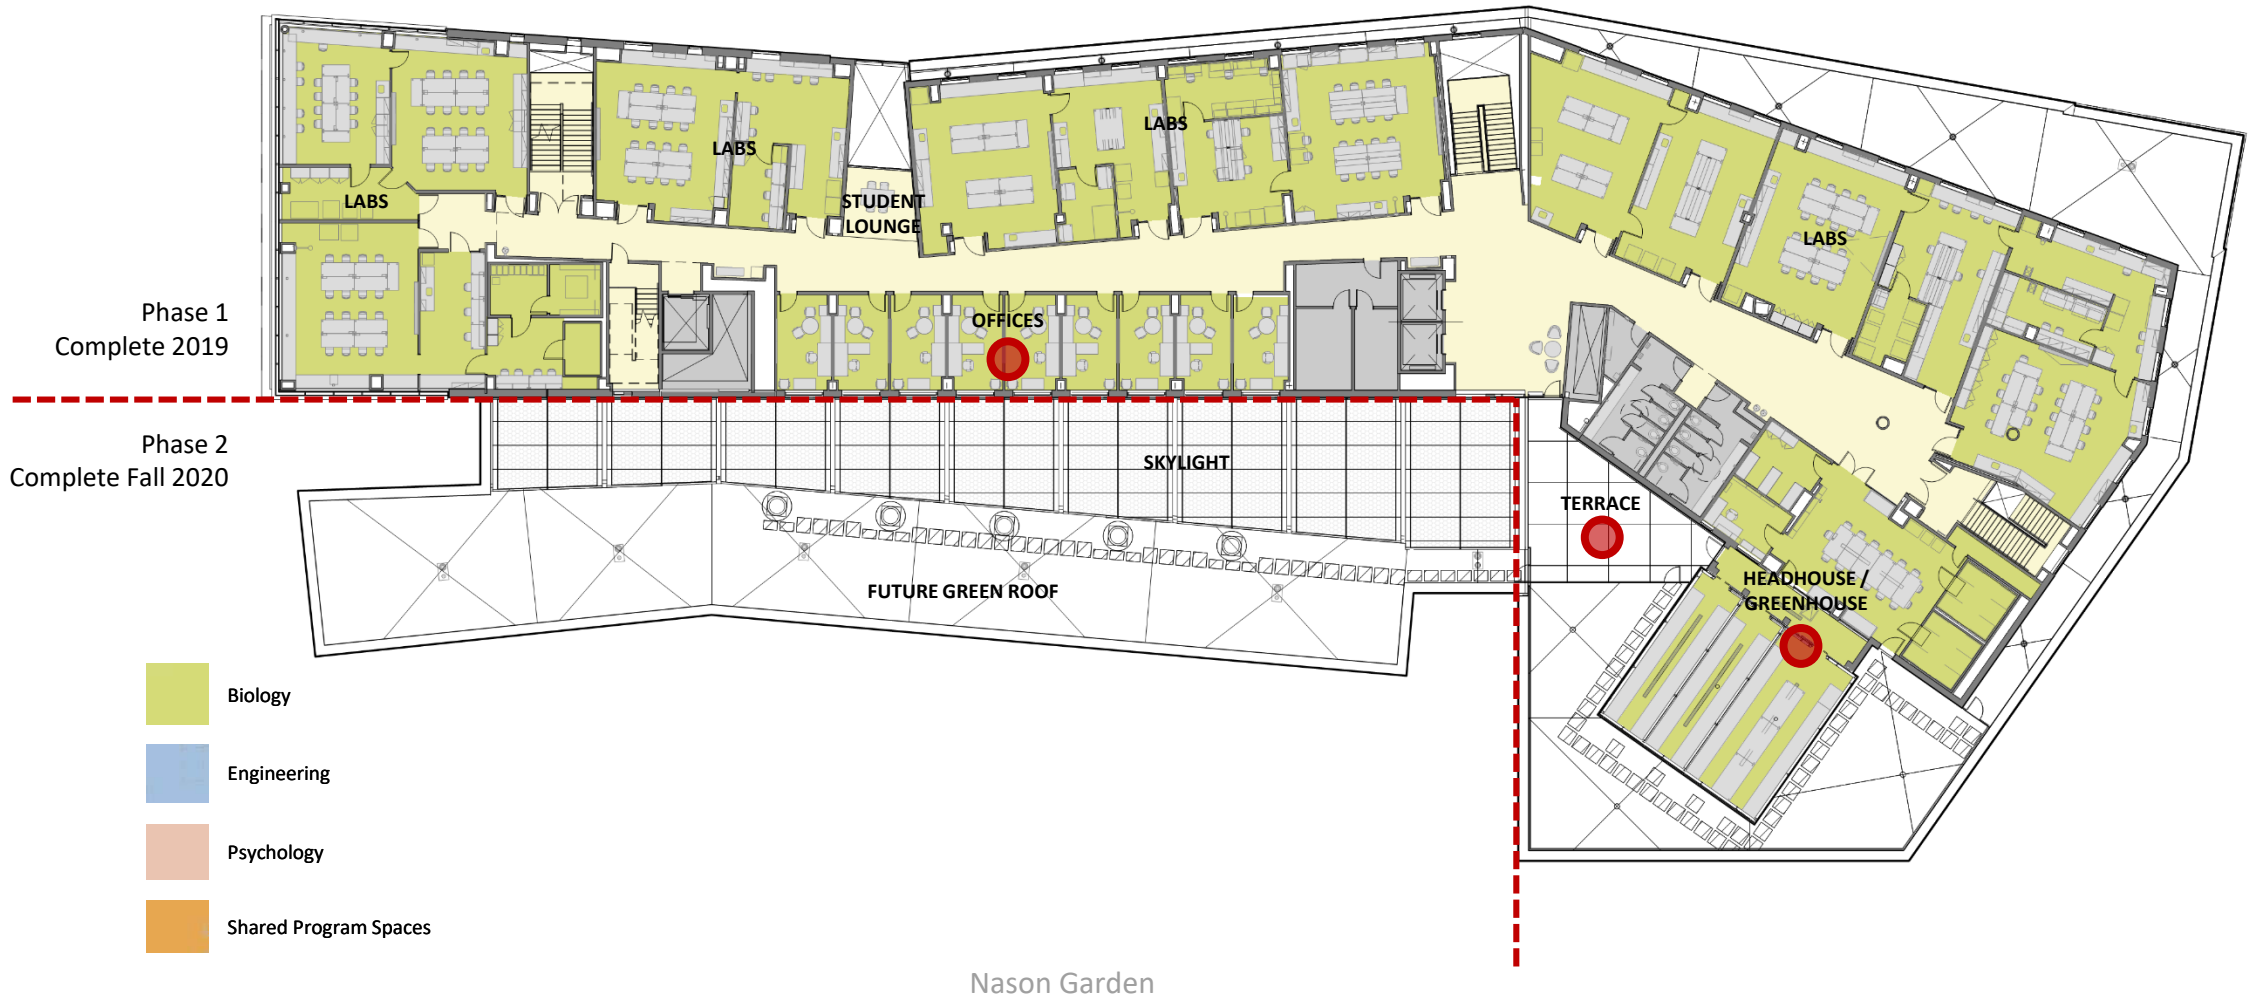 LABS
LABS
LABS
STUDENT
LOUNGE
LABS
OFFICES
Phase 1
Complete 2019
Phase 2
Complete Fall 2020
SKYLIGHT
TERRACE
HEADHOUSE /
GREENHOUSE
FUTURE GREEN ROOF
Biology
Engineering
Psychology
Shared Program Spaces
Nason Garden